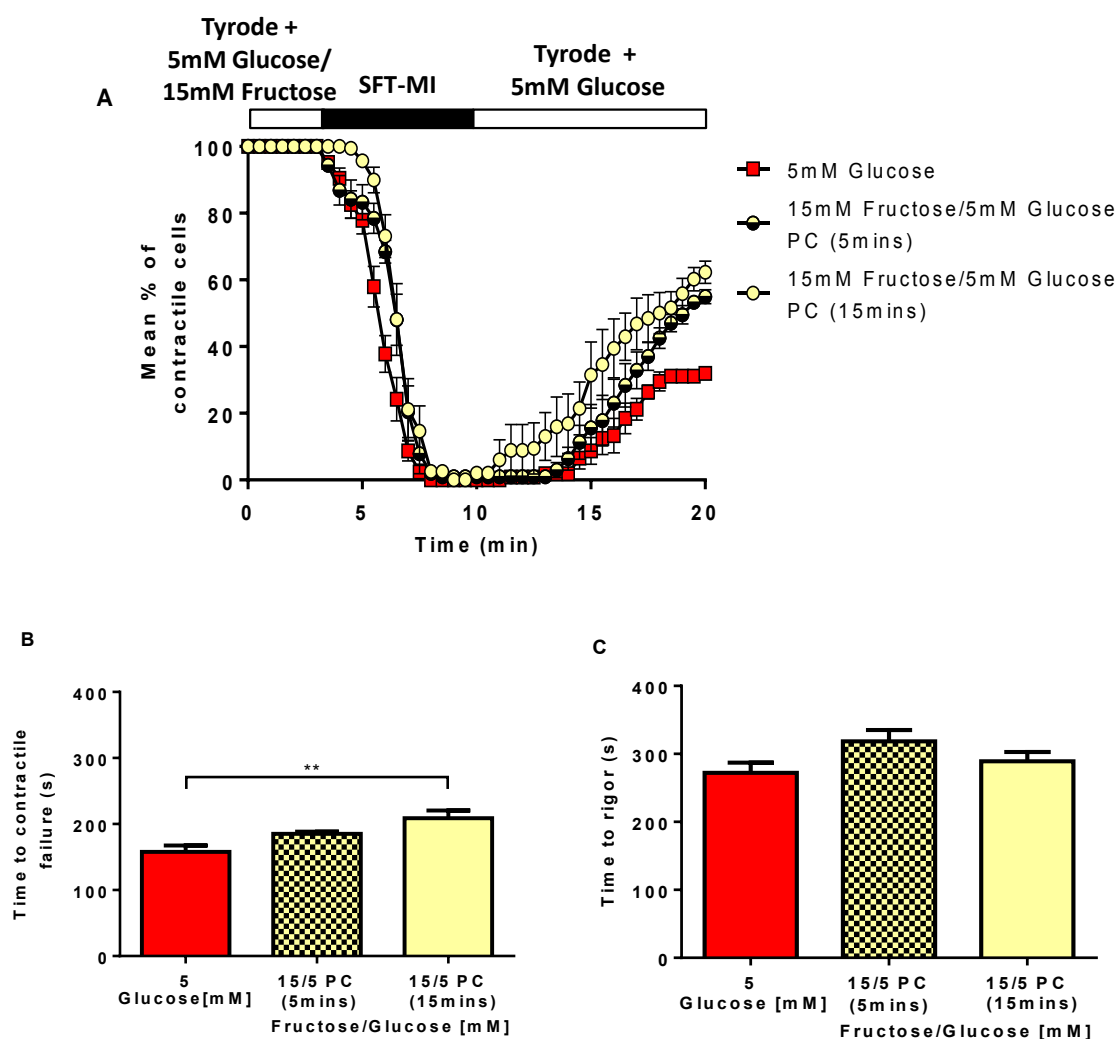 Tyrode +
5mM Glucose/
15mM Fructose
SFT-MI
Tyrode +
5mM Glucose
A
100
80
60
40
20
0
Mean % of
contractile cells
0 5 10 15 20
Time (min)
5mM Glucose
15mM Fructose/5mM Glucose
PC (5mins)
15mM Fructose/5mM Glucose
PC (15mins)
B
400
300
200
100
0
Time to contractile
failure (s)
**
5 15/5 PC 15/5 PC
Glucose[mM] (5mins) (15mins)
Fructose/Glucose [mM]
C
400
300
200
100
0
Time to rigor (s)
5 15/5 PC 15/5 PC
Glucose [mM] (5mins) (15mins)
Fructose/Glucose [mM]